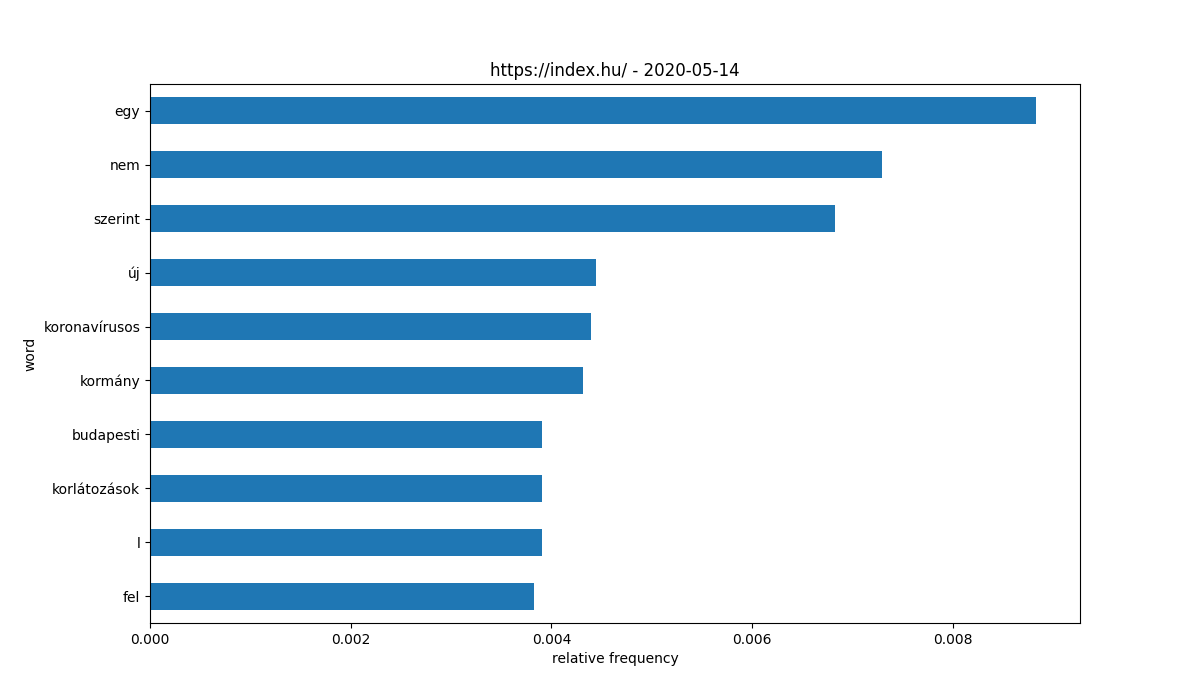 https://index.hu/ - 2020-05-14
egy
nem
szerint
új
koronavírusos
kormány
budapesti
korlátozások
l
fel
word
0.000 0.002 0.004 0.006 0.008
relative frequency